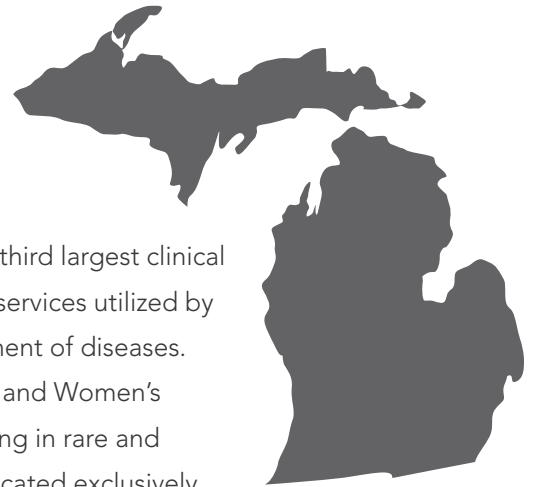 third largest clinical
services utilized by
ment of diseases.
and Women's
ng in rare and
cated exclusively